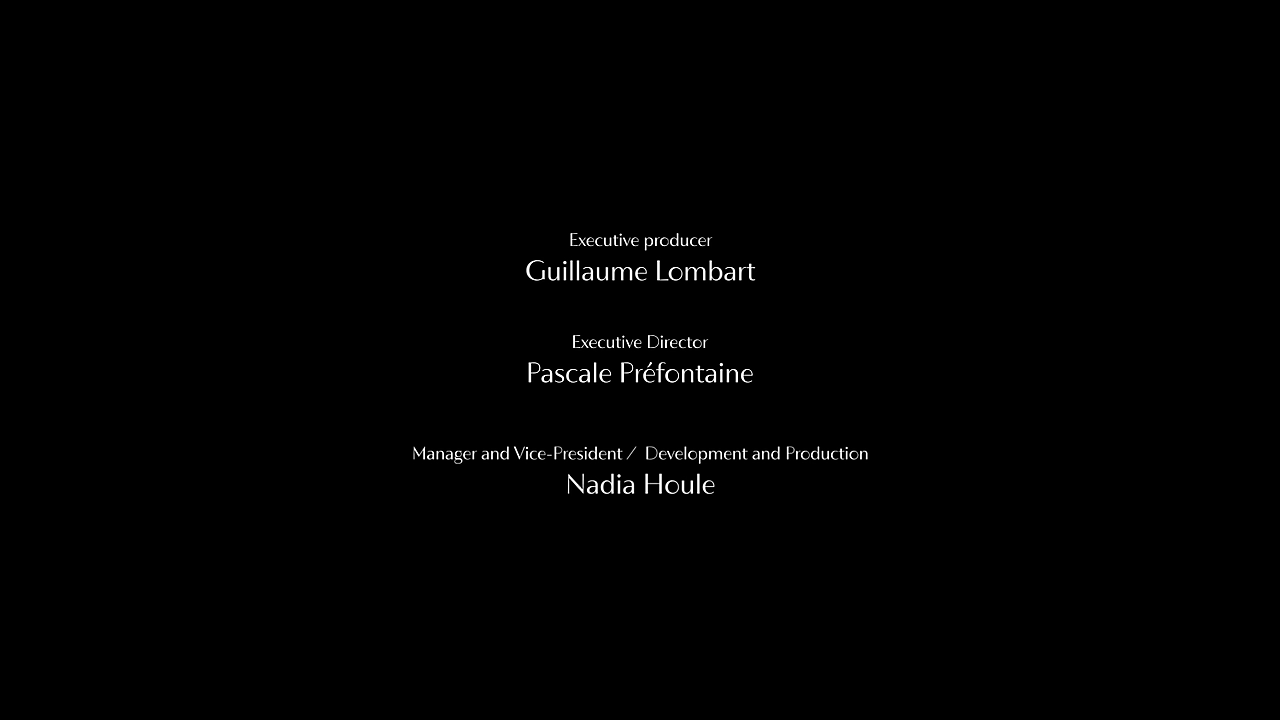 Executive producer
Guillaume Lombart
Executive Director
Pascale Préfontaine
Manager and Vice-President / Development and Production
Nadia Houle